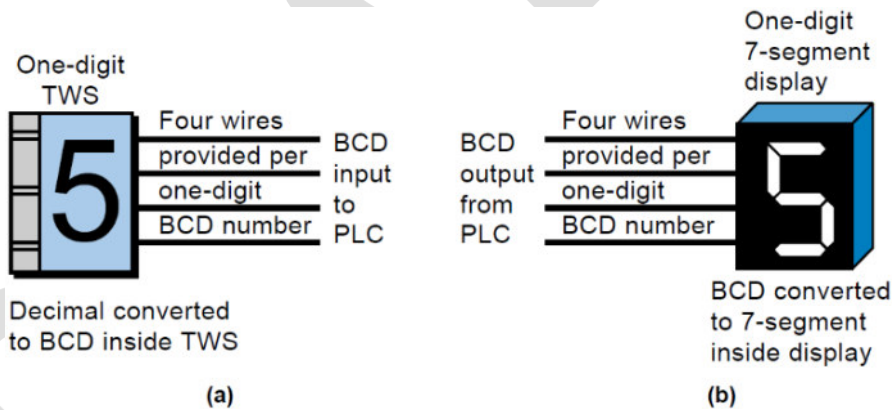 One-digit
TWS
5
Four wires
provided per
one-digit
BCD number
BCD
input
to
PLC
Decimal converted
to BCD inside TWS
(a)
One-digit
7-segment
display
BCD
output
from
PLC
Four wires
provided per
one-digit
BCD number
5
BCD converted
to 7-segment
inside display
(b)